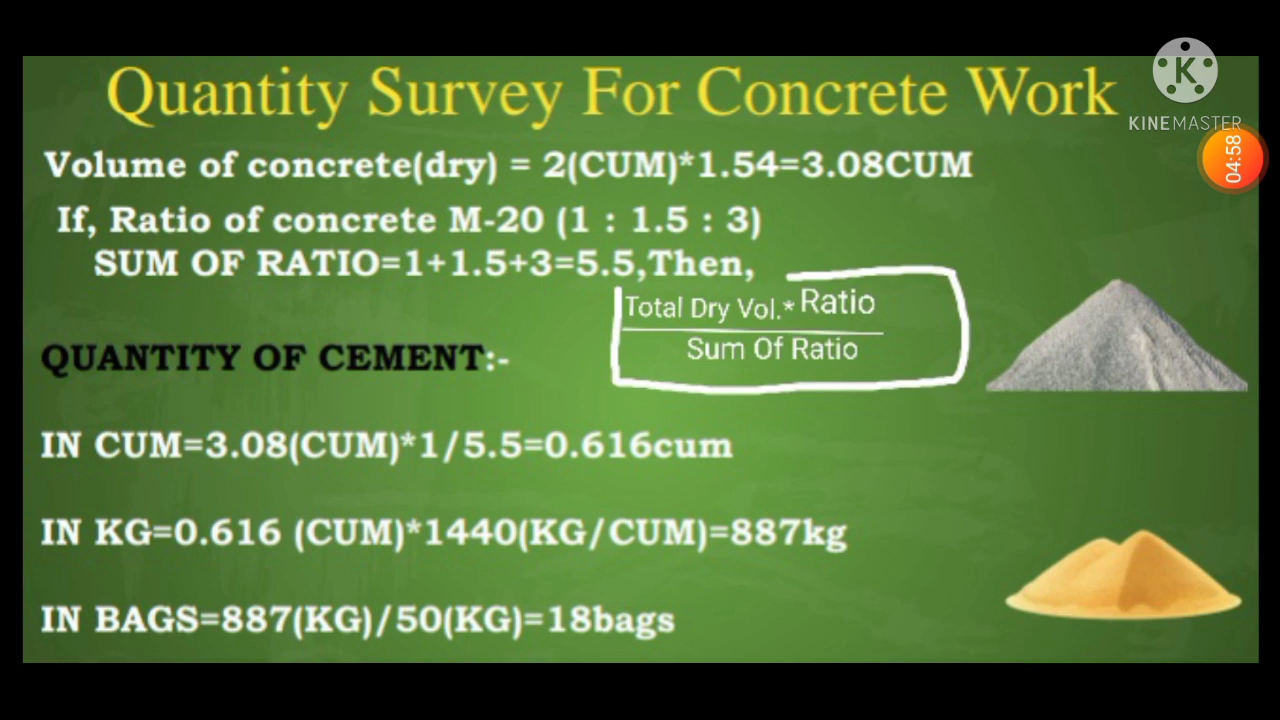 Quantity Survey For Concrete Work
K
KINEMASTER
04:58
Volume of concrete(dry) = 2(CUM)*1.54=3.08CUM
If, Ratio of concrete M-20 (1 : 1.5 : 3)
SUM OF RATIO=1+1.5+3=5.5,Then,
Total Dry Vol.* Ratio
Sum Of Ratio
QUANTITY OF CEMENT:-
IN CUM=3.08(CUM)*1/5.5=0.616cum
IN KG=0.616 (CUM)*1440(KG/CUM)=887kg
IN BAGS=887(KG)/50(KG)=18bags